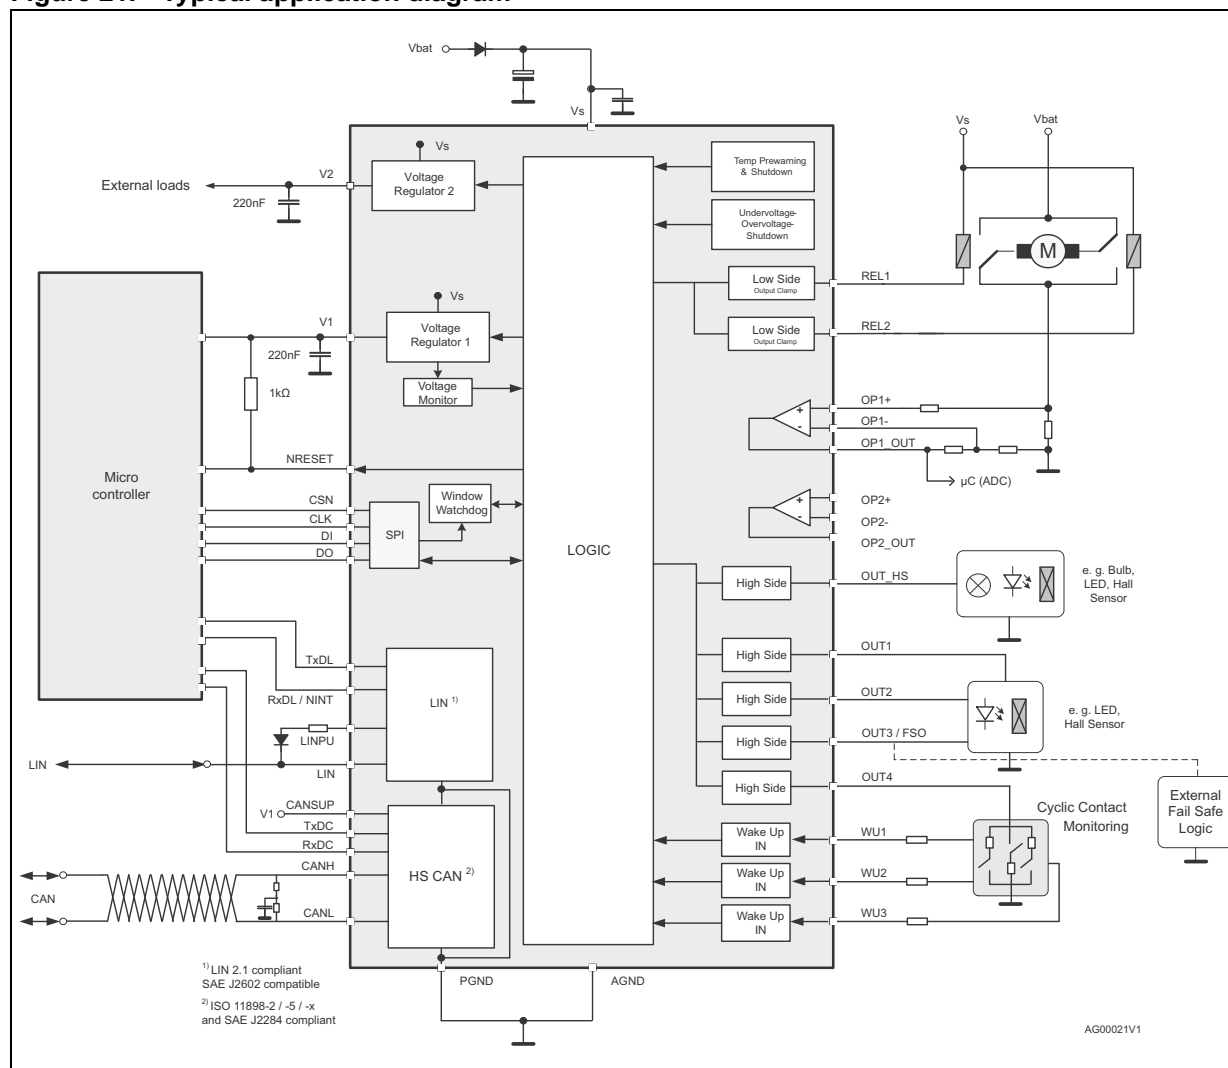 Figure 21. Typical application diagram
Vbat
Vs
Vs
Vbat
Vs
V2
Voltage
Regulator 2
External loads
220nF
Temp Prewarning
& Shutdown
Undervoltage-
Overvoltage-
Shutdown
M
Low Side
Output Clamp
REL1
Low Side
Output Clamp
REL2
Vs
V1
Voltage
Regulator 1
220nF
1kΩ
Voltage
Monitor
Micro
controller
NRESET
CSN
CLK
DI
DO
SPI
Window
Watchdog
LOGIC
+
-
OP1+
OP1-
OP1_OUT
µC (ADC)
+
-
OP2+
OP2-
OP2_OUT
High Side
OUT_HS
e. g. Bulb,
LED, Hall
Sensor
High Side
OUT1
High Side
OUT2
High Side
OUT3 / FSO
e. g. LED,
Hall Sensor
High Side
OUT4
TxDL
RxDL / NINT
LINPU
LIN
LIN
LIN 1)
V1
CANSUP
TxDC
RxDC
CANH
CANL
CAN
HS CAN 2)
Cyclic Contact
Monitoring
External
Fail Safe
Logic
Wake Up
IN
WU1
Wake Up
IN
WU2
Wake Up
IN
WU3
PGND
AGND
1) LIN 2.1 compliant
SAE J2602 compatible
2) ISO 11898-2 / -5 / -x
and SAE J2284 compliant
AG00021V1